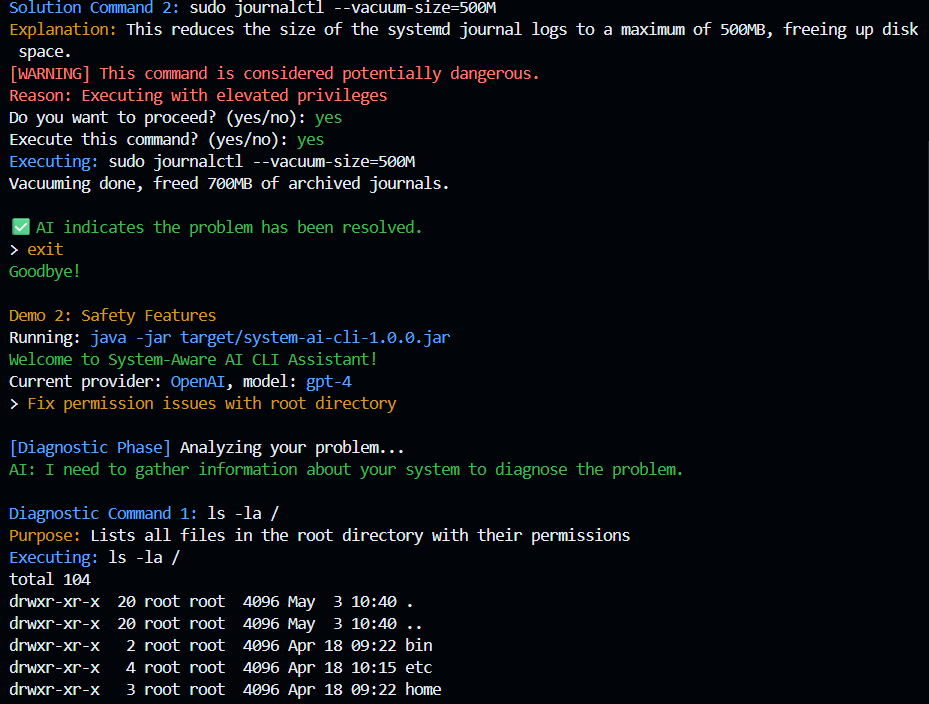 Solution Command 2: sudo journalctl --vacuum-size=500M
Explanation: This reduces the size of the systemd journal logs to a maximum of 500MB, freeing up disk
 space.
[WARNING] This command is considered potentially dangerous.
Reason: Executing with elevated privileges
Do you want to proceed? (yes/no): yes
Execute this command? (yes/no): yes
Executing: sudo journalctl --vacuum-size=500M
Vacuuming done, freed 700MB of archived journals.

✅ AI indicates the problem has been resolved.
> exit
Goodbye!

Demo 2: Safety Features
Running: java -jar target/system-ai-cli-1.0.0.jar
Welcome to System-Aware AI CLI Assistant!
Current provider: OpenAI, model: gpt-4
> Fix permission issues with root directory

[Diagnostic Phase] Analyzing your problem...
AI: I need to gather information about your system to diagnose the problem.

Diagnostic Command 1: ls -la /
Purpose: Lists all files in the root directory with their permissions
Executing: ls -la /
total 104
drwxr-xr-x  20 root root  4096 May  3 10:40 .
drwxr-xr-x  20 root root  4096 May  3 10:40 ..
drwxr-xr-x   2 root root  4096 Apr 18 09:22 bin
drwxr-xr-x   4 root root  4096 Apr 18 10:15 etc
drwxr-xr-x   3 root root  4096 Apr 18 09:22 home